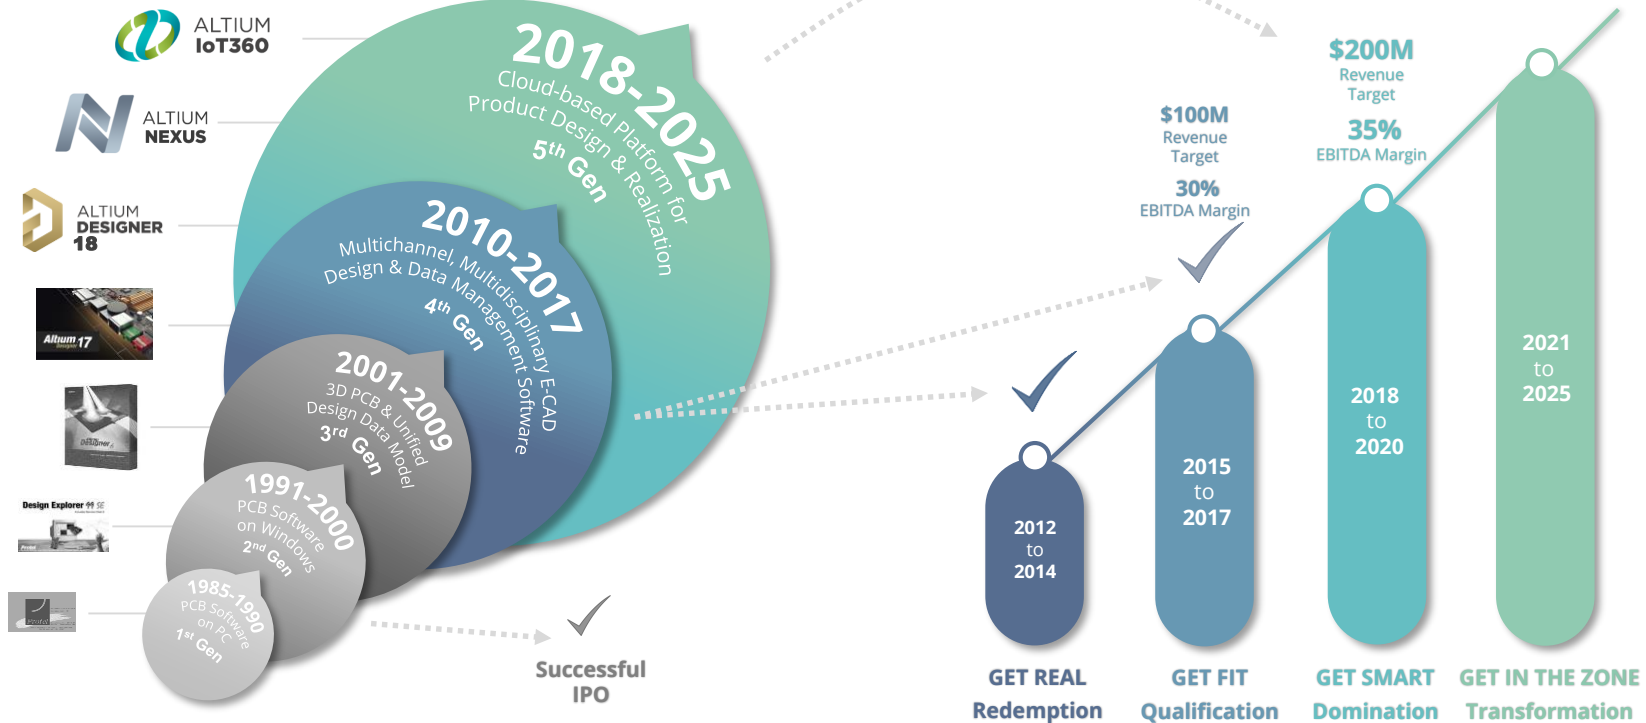 ALTIUM
IoT360
ALTIUM
NEXUS
ALTIUM
DESIGNER
18
Altium
Designer 17
Designer
Design Explorer 99 SE
Protel
2018-2025
Cloud-based Platform for
Product Design & Realization
5th Gen
2010-2017
Multichannel, Multidisciplinary E-CAD
Design & Data Management Software
4th Gen
2001-2009
3D PCB & Unified
Design Data Model
3rd Gen
1991-2000
PCB Software
on Windows
2nd Gen
1985-1990
PCB Software
on PC
1st Gen
Successful
IPO
$100M
Revenue
Target
30%
EBITDA Margin
$200M
Revenue
Target
35%
EBITDA Margin
2012
to
2014
2015
to
2017
2018
to
2020
2021
to
2025
GET REAL
Redemption
GET FIT
Qualification
GET SMART
Domination
GET IN THE ZONE
Transformation